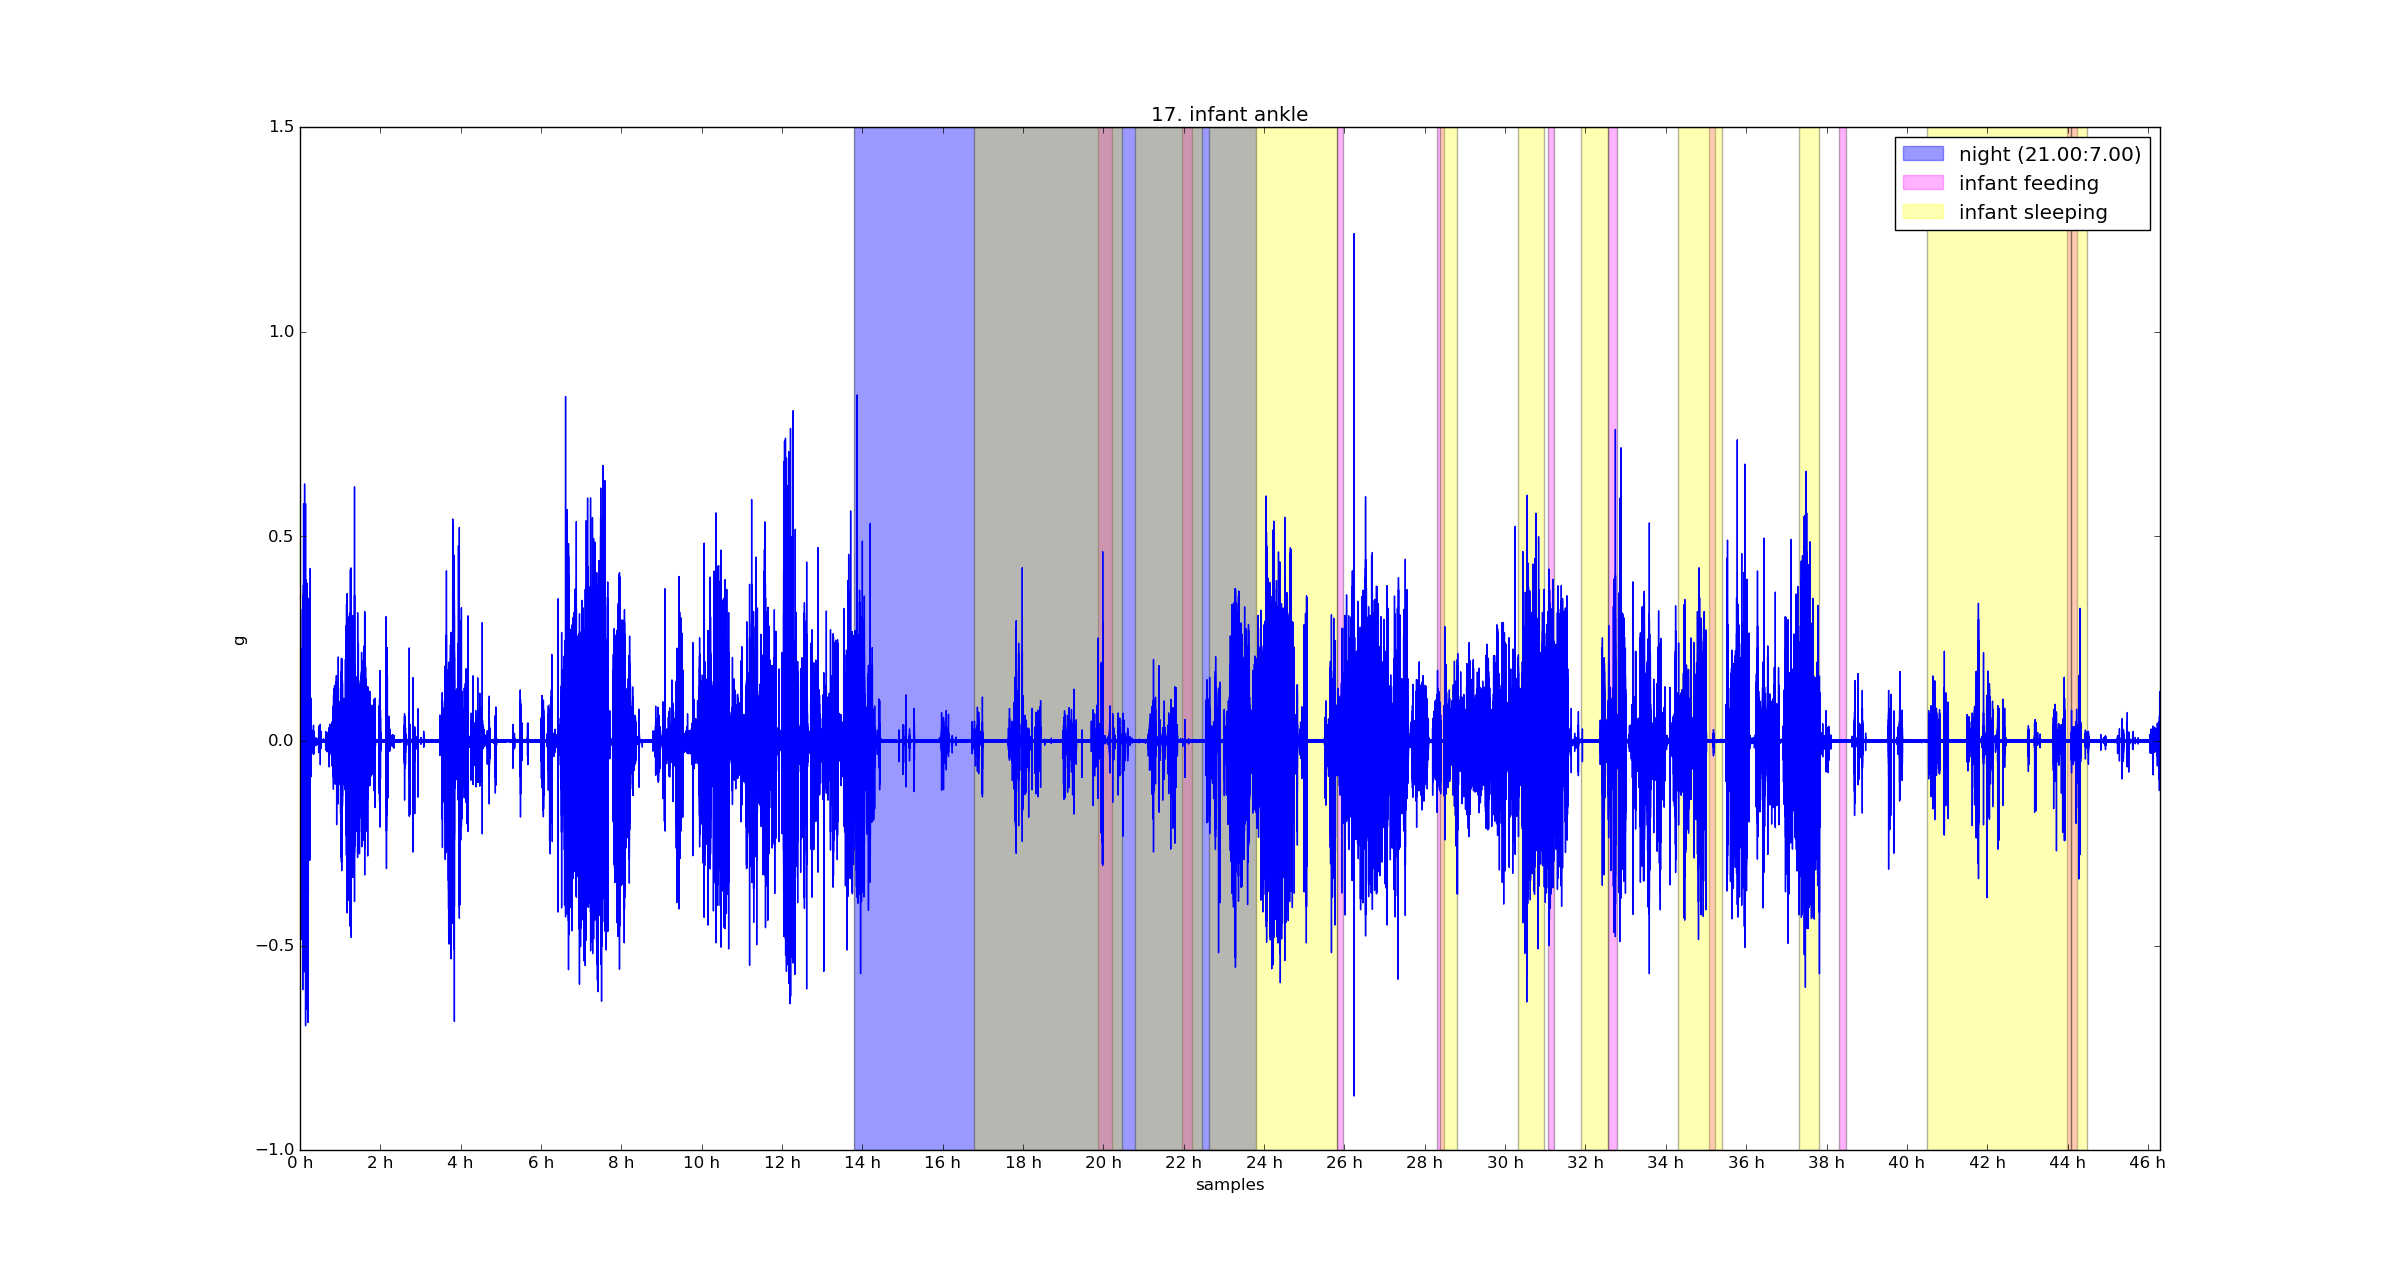 17. infant ankle
1.5
1.0
0.5
0.0
−0.5
−1.0
g
night (21.00:7.00)
infant feeding
infant sleeping
0 h 2 h 4 h 6 h 8 h 10 h 12 h 14 h 16 h 18 h 20 h 22 h 24 h 26 h 28 h 30 h 32 h 34 h 36 h 38 h 40 h 42 h 44 h 46 h
samples